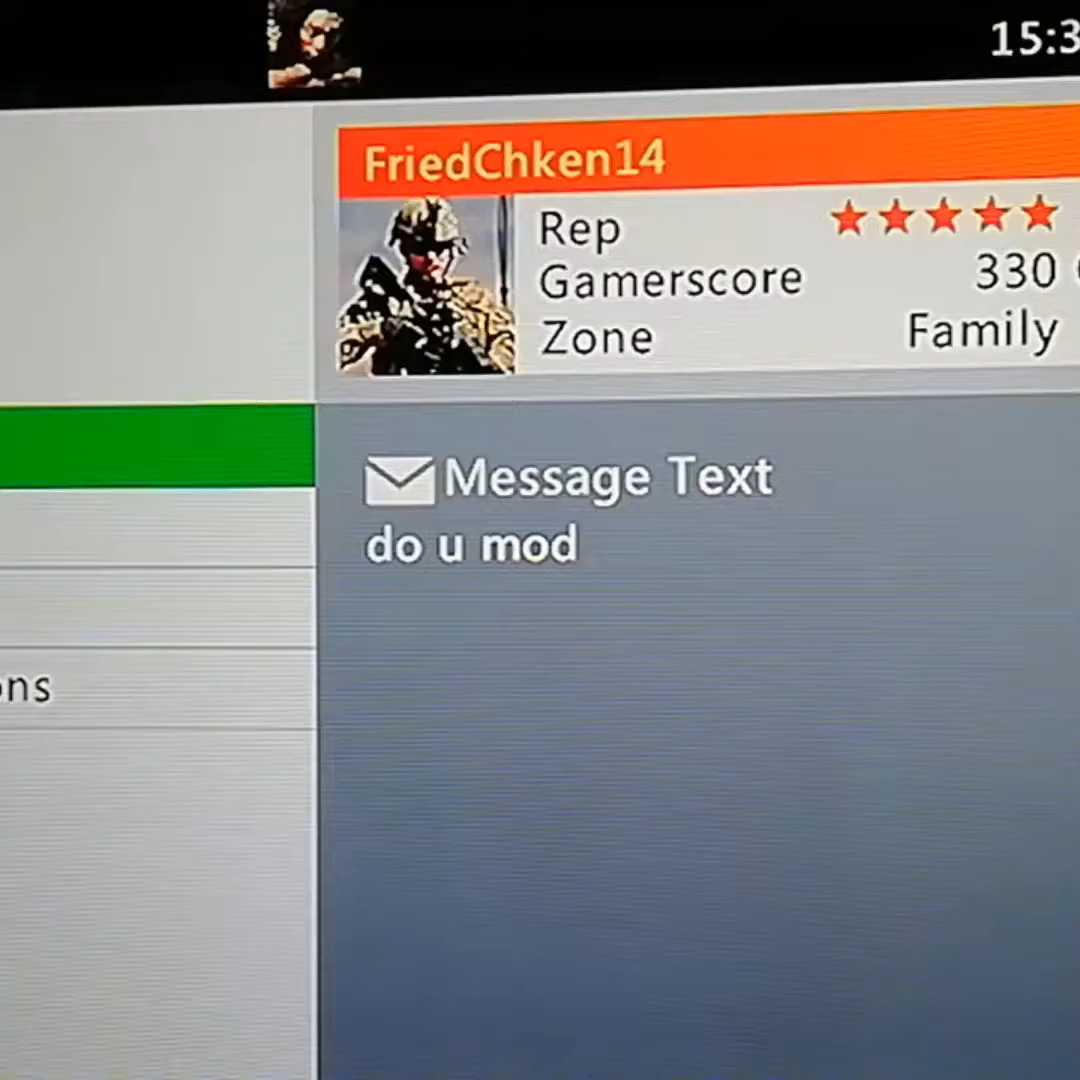 15:3
FriedChken14
Rep
Gamerscore 330
Zone Family
Message Text
do u mod
ons